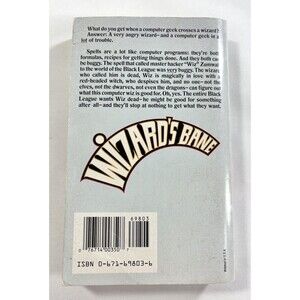 What do you get when a computer geek crosses a wizard?
Answer: A very angry wizard—and a computer geek in a
lot of trouble.
Spells are a lot like computer programs: they're both
formulas, recipes for getting things done. And they both can
be buggy. The spell that called master hacker "Wiz" Zumwalt
to the world of the Black League was very buggy. The wizard
who called him is dead, Wiz is magically in love with a
red-haired witch, who despises him, and no one—not the
elves, not the dwarves, not even the dragons—can figure out
what this computer wiz is good for. Oh, yes. The entire Black
League wants Wiz dead—he might be good for something
after all—and they'll stop at nothing to get what they want.
WIZARD'S BANE
69803
0 76714 00350 7
ISBN 0-671-69803-6